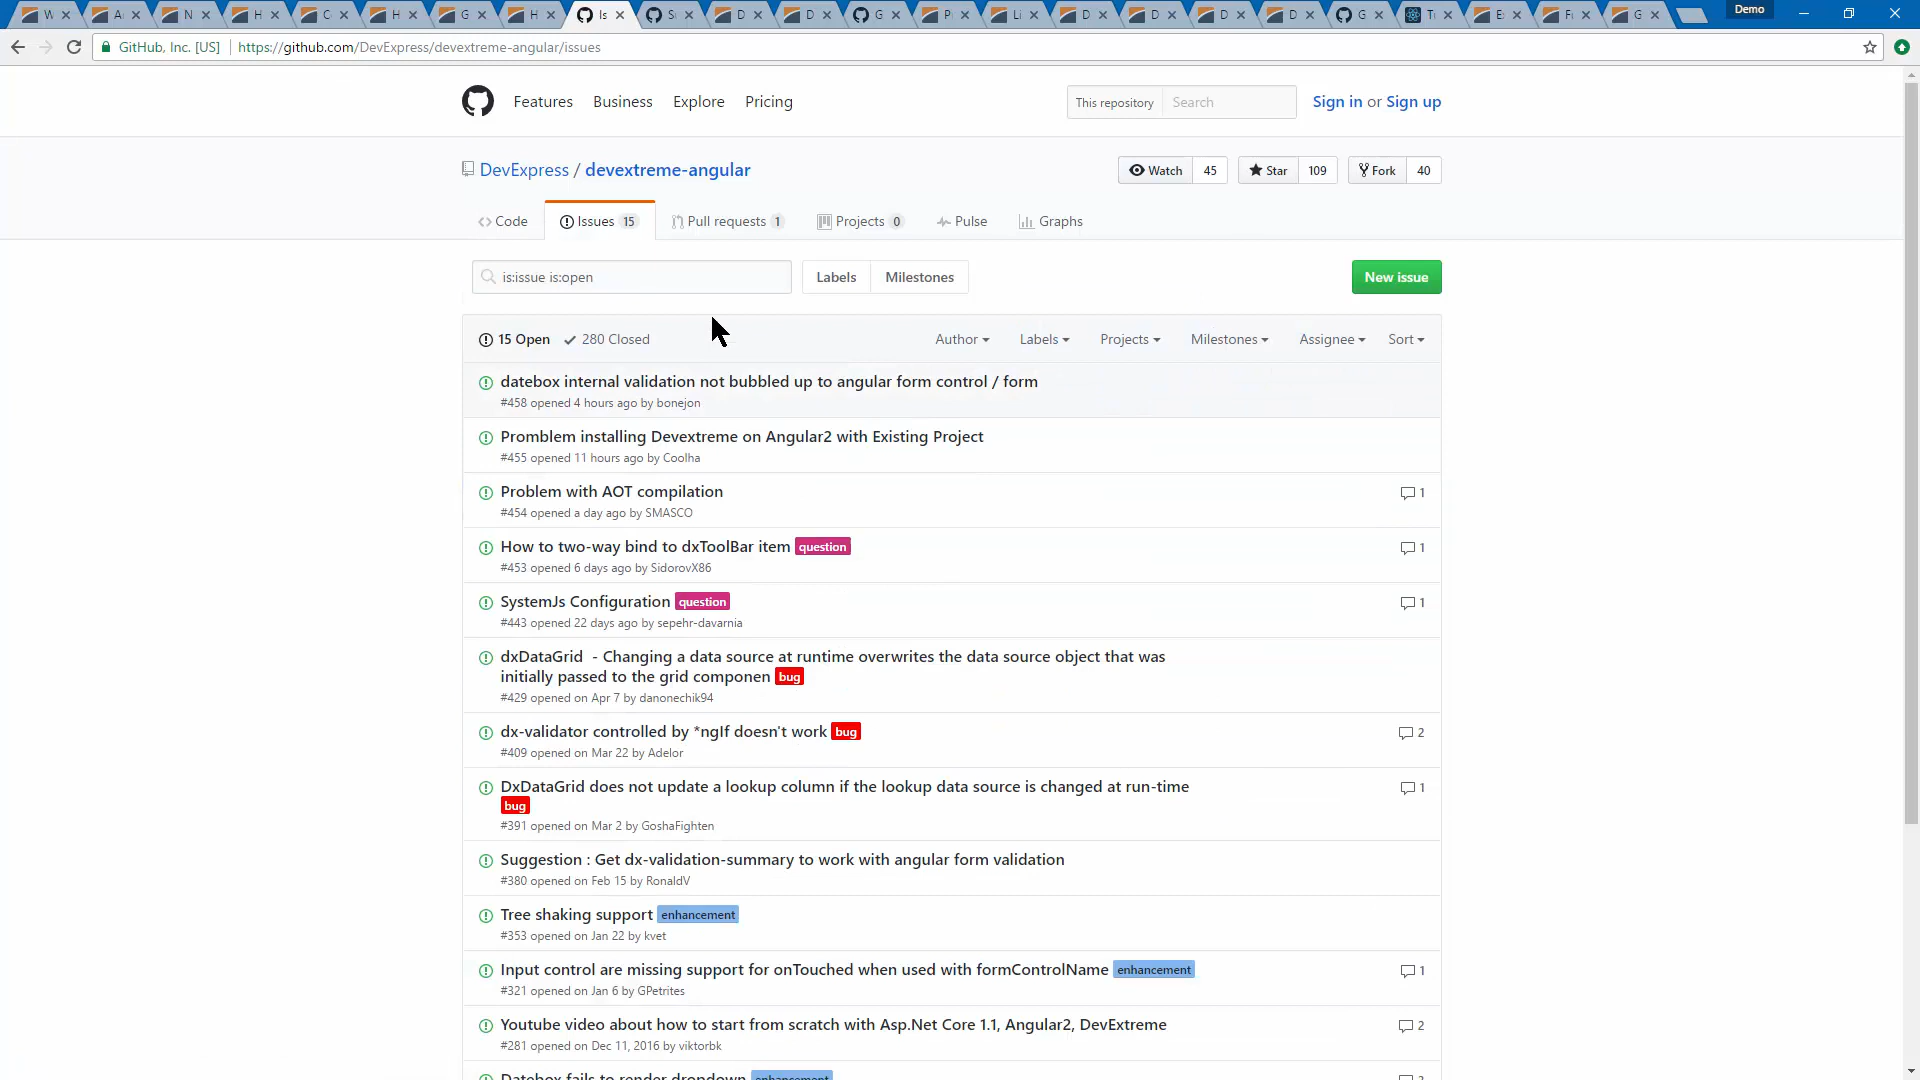 Demo
GitHub, Inc. [US] https://github.com/DevExpress/devextreme-angular/issues
Features Business Explore Pricing This repository Search Sign in or Sign up
DevExpress / devextreme-angular Watch 45 Star 109 Fork 40
Code Issues 15 Pull requests 1 Projects 0 Pulse Graphs
is:issue is:open Labels Milestones New issue
15 Open 280 Closed Author Labels Projects Milestones Assignee Sort
datebox internal validation not bubbled up to angular form control / form
#458 opened 4 hours ago by bonejon
Promblem installing Devextreme on Angular2 with Existing Project
#455 opened 11 hours ago by Coolha
Problem with AOT compilation 1
#454 opened a day ago by SMASCO
How to two-way bind to dxToolBar item question 1
#453 opened 6 days ago by SidorovX86
SystemJs Configuration question 1
#443 opened 22 days ago by sepehr-davarnia
dxDataGrid - Changing a data source at runtime overwrites the data source object that was
initially passed to the grid componen bug
#429 opened on Apr 7 by danonechik94
dx-validator controlled by *ngIf doesn't work bug 2
#409 opened on Mar 22 by Adelor
DxDataGrid does not update a lookup column if the lookup data source is changed at run-time 1
bug
#391 opened on Mar 2 by GoshaFighten
Suggestion : Get dx-validation-summary to work with angular form validation
#380 opened on Feb 15 by RonaldV
Tree shaking support enhancement
#353 opened on Jan 22 by kvet
Input control are missing support for onTouched when used with formControlName enhancement 1
#321 opened on Jan 6 by GPetrites
Youtube video about how to start from scratch with Asp.Net Core 1.1, Angular2, DevExtreme 2
#281 opened on Dec 11, 2016 by viktorbk
Datebox fails to render dropdown enhancement